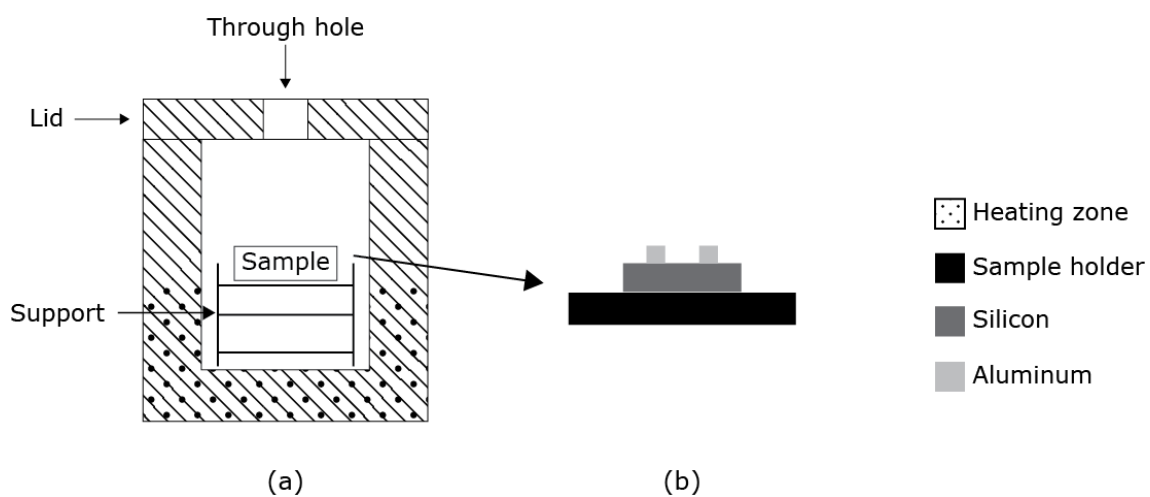 Through hole
Lid
Sample
Support
(a)
(b)
Heating zone
Sample holder
Silicon
Aluminum